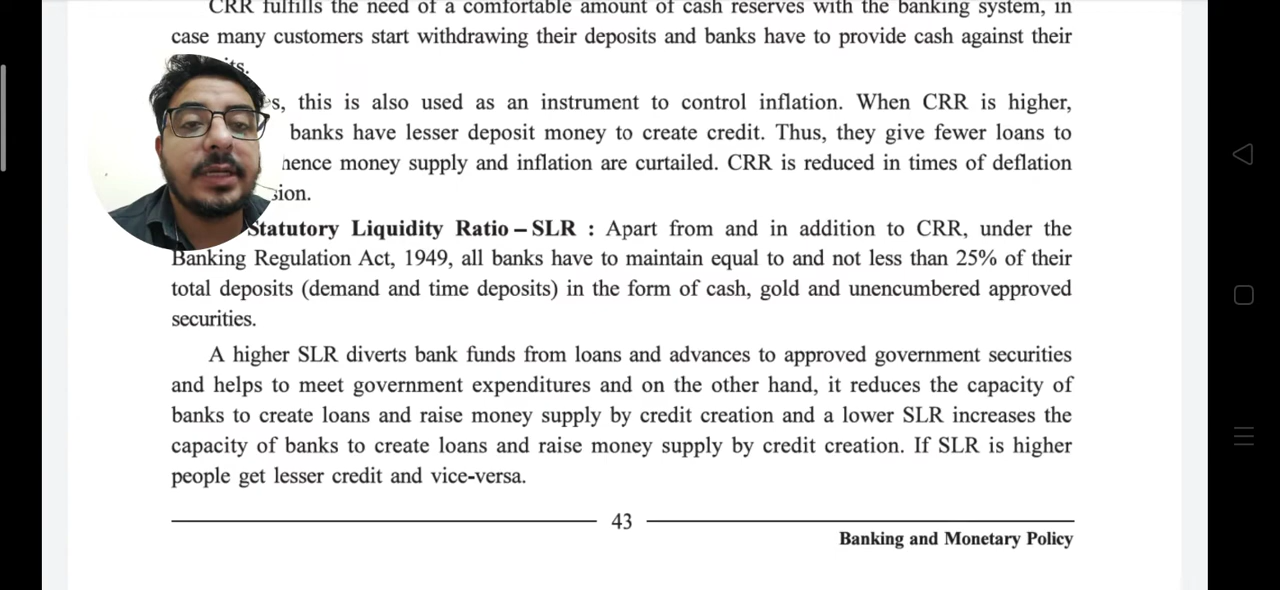 CRR fulfills the need of a comfortable amount of cash reserves with the banking system, in
case many customers start withdrawing their deposits and banks have to provide cash against their
this is also used as an instrument to control inflation. When CRR is higher,
banks have lesser deposit money to create credit. Thus, they give fewer loans to
hence money supply and inflation are curtailed. CRR is reduced in times of deflation
Statutory Liquidity Ratio – SLR : Apart from and in addition to CRR, under the
Banking Regulation Act, 1949, all banks have to maintain equal to and not less than 25% of their
total deposits (demand and time deposits) in the form of cash, gold and unencumbered approved
securities.
A higher SLR diverts bank funds from loans and advances to approved government securities
and helps to meet government expenditures and on the other hand, it reduces the capacity of
banks to create loans and raise money supply by credit creation and a lower SLR increases the
capacity of banks to create loans and raise money supply by credit creation. If SLR is higher
people get lesser credit and vice-versa.
43
Banking and Monetary Policy